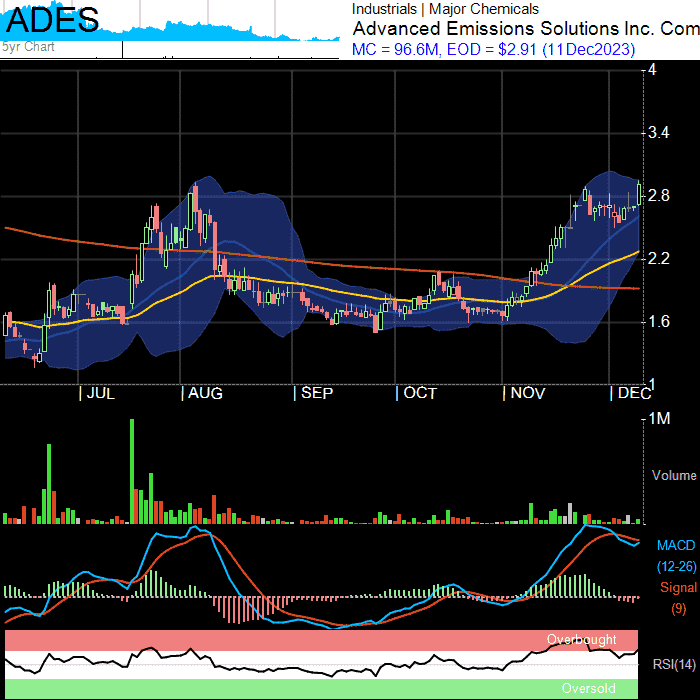 ADES
5yr Chart
Industrials | Major Chemicals
Advanced Emissions Solutions Inc. Com
MC = 96.6M, EOD = $2.91 (11Dec2023)
4
3.4
2.8
2.2
1.6
1
JUL AUG SEP OCT NOV DEC
1M
Volume
MACD
(12-26)
Signal
(9)
Overbought
RSI(14)
Oversold